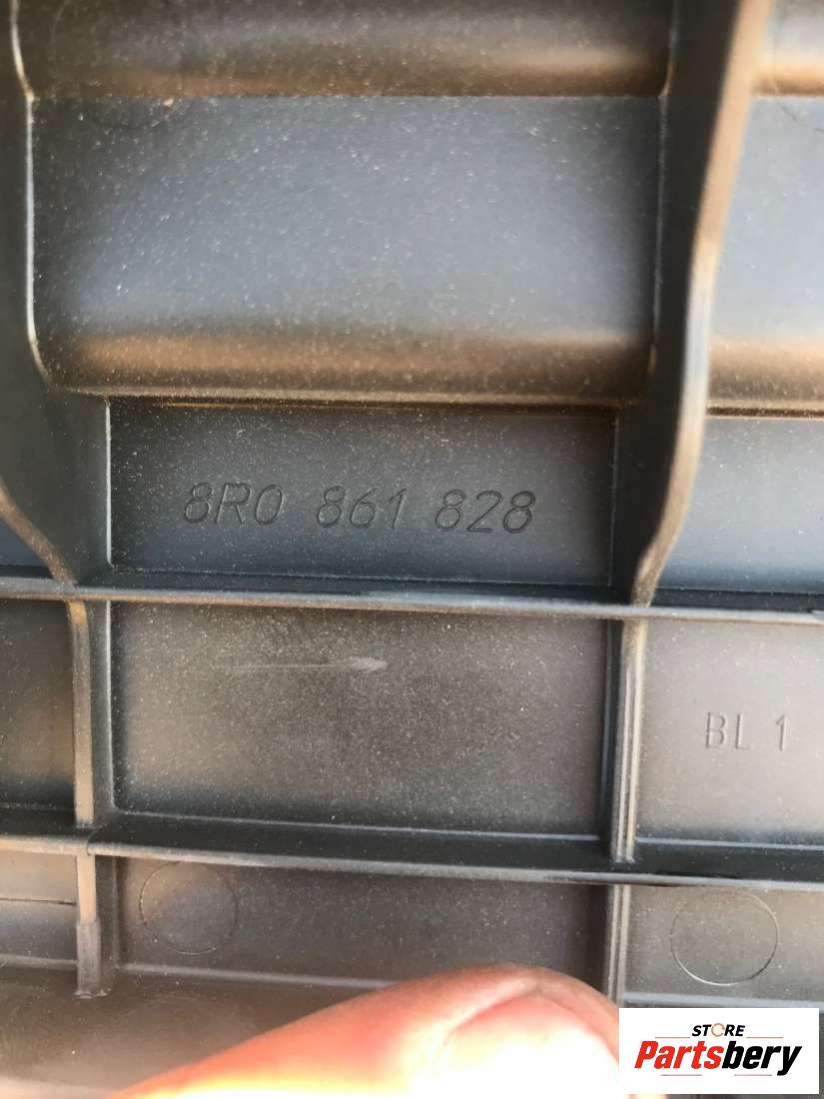 8R0 861 828
BL 1
STORE
Partsbery